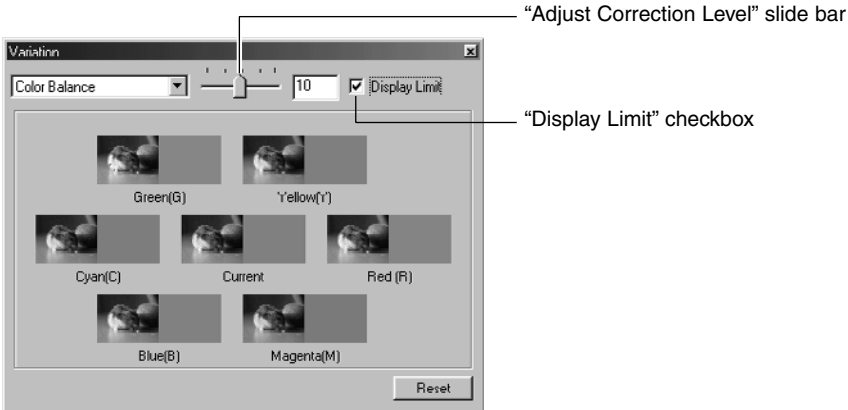 “Adjust Correction Level” slide bar
Variation
Color Balance
10
Display Limit
“Display Limit” checkbox
Green(G)
Yellow(Y)
Cyan(C)
Current
Red (R)
Blue(B)
Magenta(M)
Reset